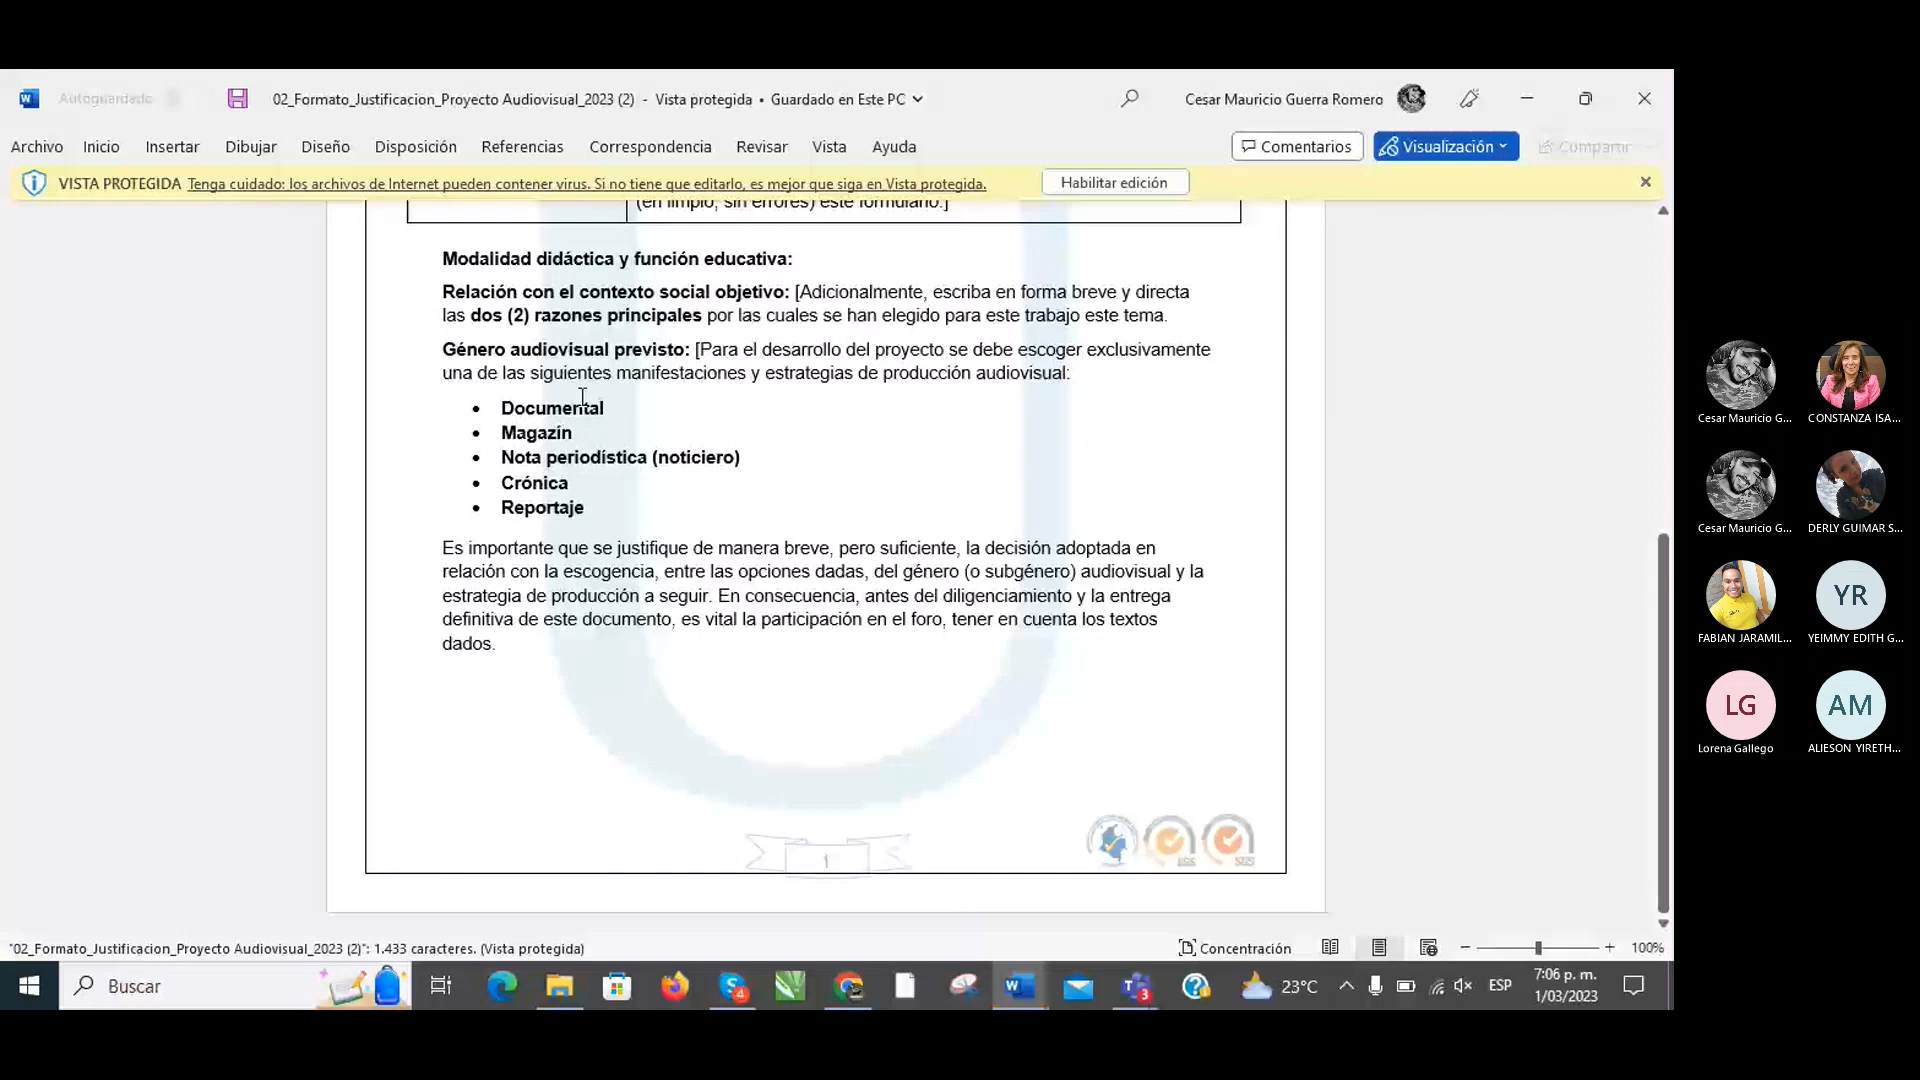 Autoguardado
02_Formato_Justificacion_Proyecto Audiovisual_2023 (2) - Vista protegida • Guardado en Este PC
Cesar Mauricio Guerra Romero
Archivo Inicio Insertar Dibujar Diseño Disposición Referencias Correspondencia Revisar Vista Ayuda
Comentarios Visualización Compartir
VISTA PROTEGIDA Tenga cuidado: los archivos de Internet pueden contener virus. Si no tiene que editarlo, es mejor que siga en Vista protegida. Habilitar edición
(en limpio, sin errores) este formulario.]
Modalidad didáctica y función educativa:
Relación con el contexto social objetivo: [Adicionalmente, escriba en forma breve y directa
las dos (2) razones principales por las cuales se han elegido para este trabajo este tema.
Género audiovisual previsto: [Para el desarrollo del proyecto se debe escoger exclusivamente
una de las siguientes manifestaciones y estrategias de producción audiovisual:
• Documental
• Magazín
• Nota periodística (noticiero)
• Crónica
• Reportaje
Es importante que se justifique de manera breve, pero suficiente, la decisión adoptada en
relación con la escogencia, entre las opciones dadas, del género (o subgénero) audiovisual y la
estrategia de producción a seguir. En consecuencia, antes del diligenciamiento y la entrega
definitiva de este documento, es vital la participación en el foro, tener en cuenta los textos
dados.
1
"02_Formato_Justificacion_Proyecto Audiovisual_2023 (2)": 1.433 caracteres. (Vista protegida)
Concentración
100%
Buscar
4
3
23°C
ESP
7:06 p. m.
1/03/2023
Cesar Mauricio G...
CONSTANZA ISA...
Cesar Mauricio G...
DERLY GUIMAR S...
YR
FABIAN JARAMIL...
YEIMMY EDITH G...
LG
AM
Lorena Gallego
ALIESON YIRETH...